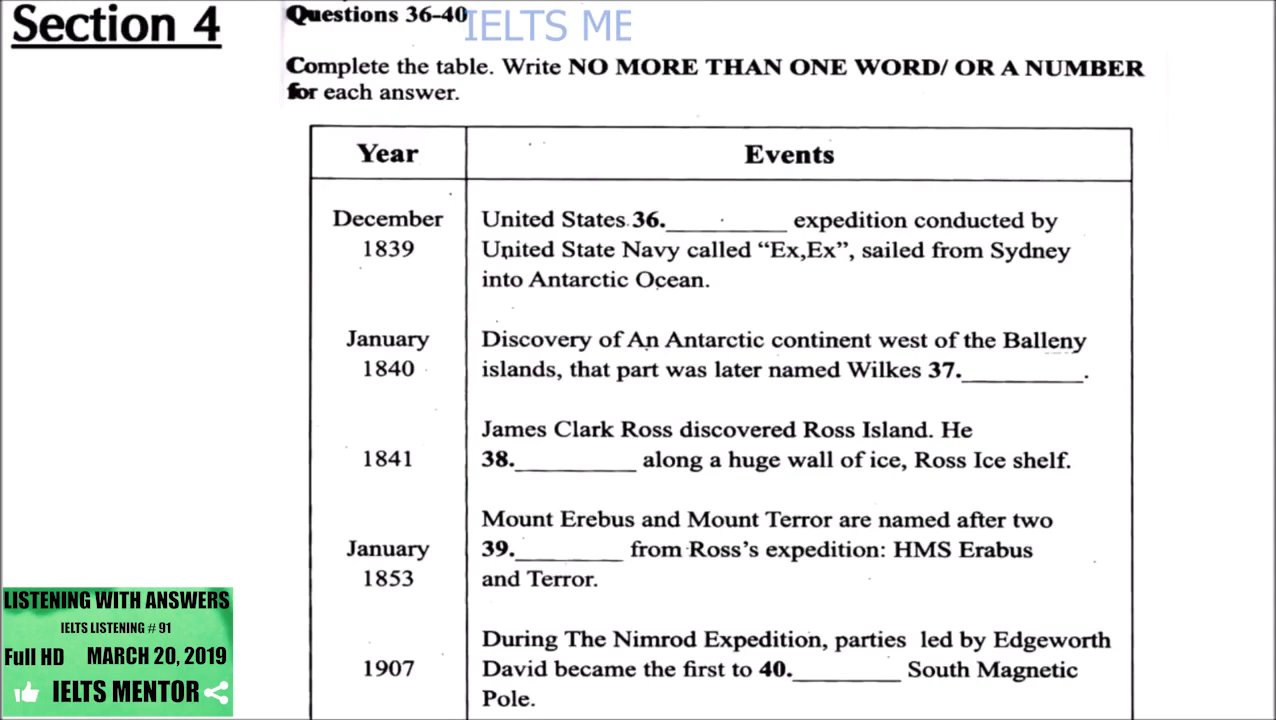 Section 4
Questions 36-40
IELTS ME
Complete the table. Write NO MORE THAN ONE WORD/ OR A NUMBER
for each answer.
Year Events
December
1839
United States 36.__________ expedition conducted by
United State Navy called “Ex,Ex”, sailed from Sydney
into Antarctic Ocean.
January
1840
Discovery of An Antarctic continent west of the Balleny
islands, that part was later named Wilkes 37.__________.
1841
James Clark Ross discovered Ross Island. He
38.__________ along a huge wall of ice, Ross Ice shelf.
January
1853
Mount Erebus and Mount Terror are named after two
39.__________ from Ross’s expedition: HMS Erabus
and Terror.
1907
During The Nimrod Expedition, parties led by Edgeworth
David became the first to 40.__________ South Magnetic
Pole.
LISTENING WITH ANSWERS
IELTS LISTENING # 91
Full HD MARCH 20, 2019
IELTS MENTOR